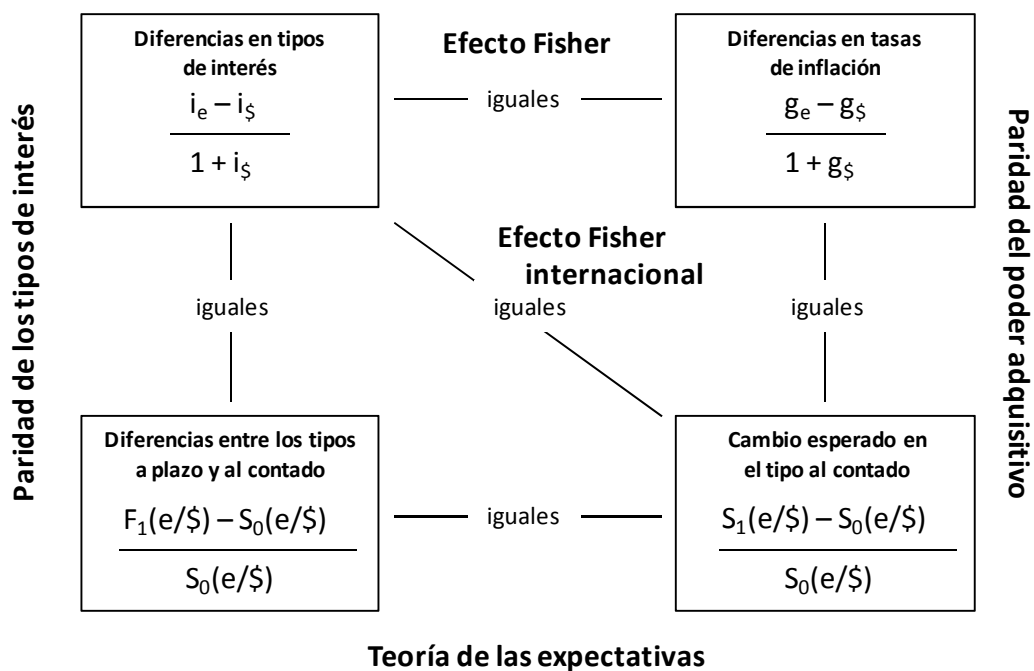 Diferencias en tipos
de interés
i_e – i_$
1 + i_$
Efecto Fisher
iguales
Diferencias en tasas
de inflación
g_e – g_$
1 + g_$
Paridad de los tipos de interés
Paridad del poder adquisitivo
Efecto Fisher
internacional
iguales
iguales
iguales
Diferencias entre los tipos
a plazo y al contado
F_1(e/$) – S_0(e/$)
S_0(e/$)
iguales
Cambio esperado en
el tipo al contado
S_1(e/$) – S_0(e/$)
S_0(e/$)
Teoría de las expectativas